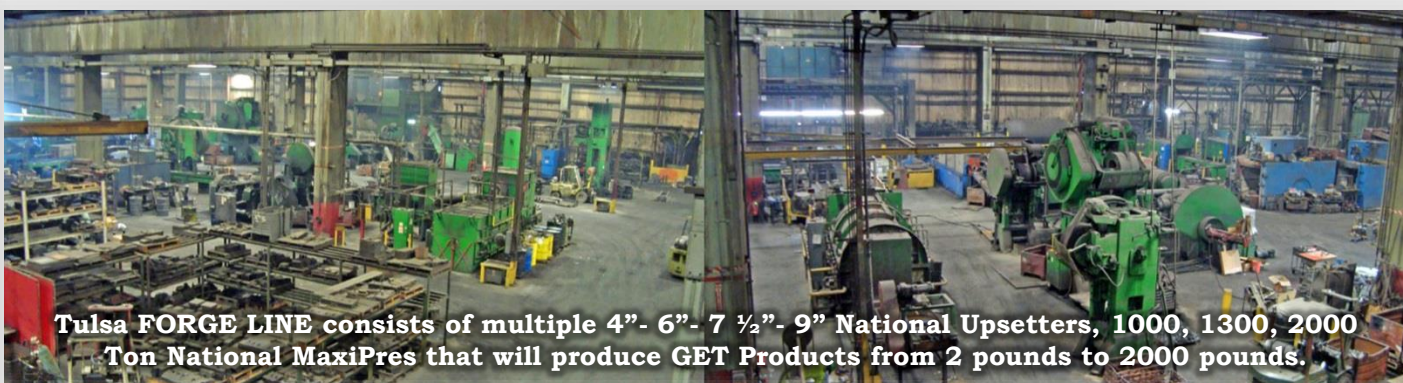 Tulsa FORGE LINE consists of multiple 4”- 6”- 7 ½”- 9” National Upsetters, 1000, 1300, 2000
Ton National MaxiPres that will produce GET Products from 2 pounds to 2000 pounds.